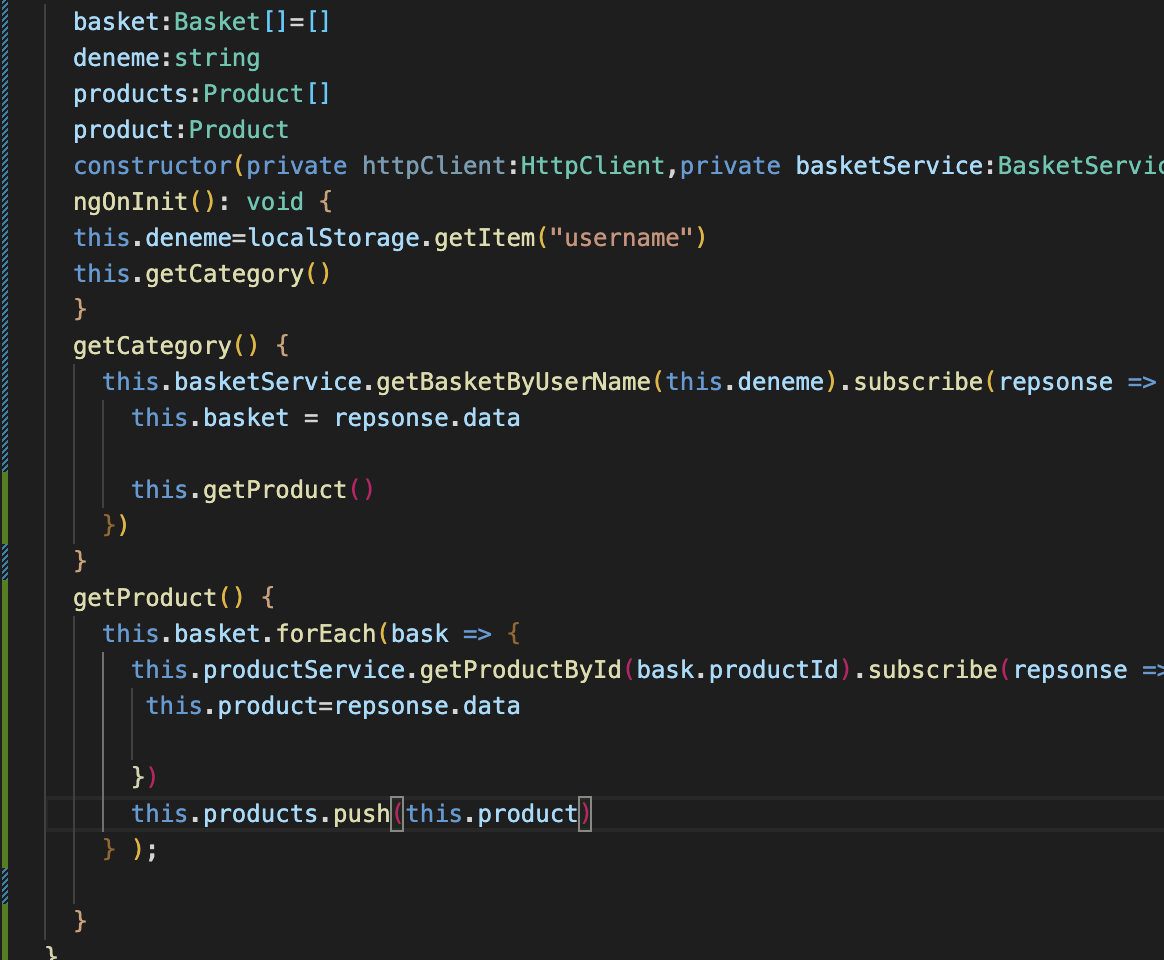 basket:Basket[]=[]
deneme:string
products:Product[]
product:Product
constructor(private httpClient:HttpClient,private basketService:
ngOnInit(): void {
this.deneme=localStorage.getItem("username")
this.getCategory()
}
getCategory() {
this.basketService.getBasketByUserName(this.deneme).subscribe(repsonse =>
this.basket = repsonse.data
this.getProduct()
})
}
getProduct() {
this.basket.forEach(bask => {
this.productService.getProductById(bask.productId).subscribe(repsonse =>
this.product=repsonse.data
})
this.products.push(this.product)
} );
}
}